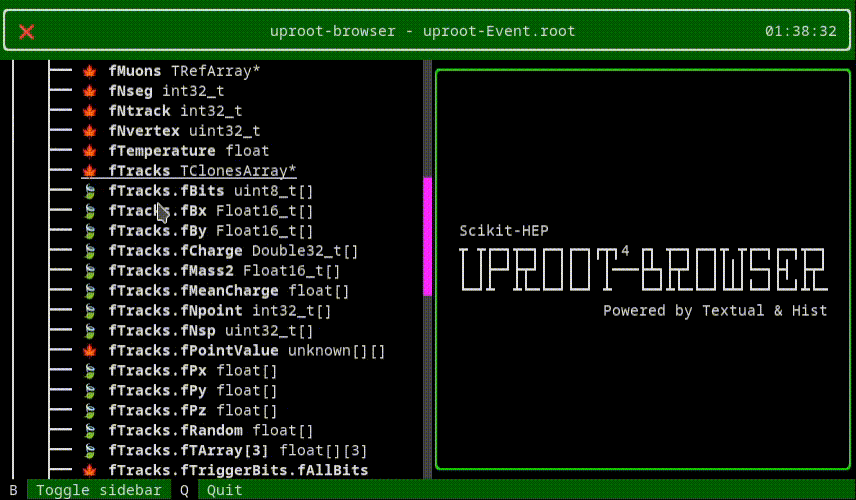 uproot-browser - uproot-Event.root
01:38:32
fMuons TRefArray*
fNseg int32_t
fNtrack int32_t
fNvertex uint32_t
fTemperature float
fTracks TClonesArray*
fTracks.fBits uint8_t[]
fTracks.fBx Float16_t[]
fTracks.fBy Float16_t[]
fTracks.fCharge Double32_t[]
fTracks.fMass2 Float16_t[]
fTracks.fMeanCharge float[]
fTracks.fNpoint int32_t[]
fTracks.fNsp uint32_t[]
fTracks.fPointValue unknown[][]
fTracks.fPx float[]
fTracks.fPy float[]
fTracks.fPz float[]
fTracks.fRandom float[]
fTracks.fTArray[3] float[][3]
fTracks.fTriggerBits.fAllBits
Scikit-HEP
UPROOT4-BROWSER
Powered by Textual & Hist
B Toggle sidebar Q Quit